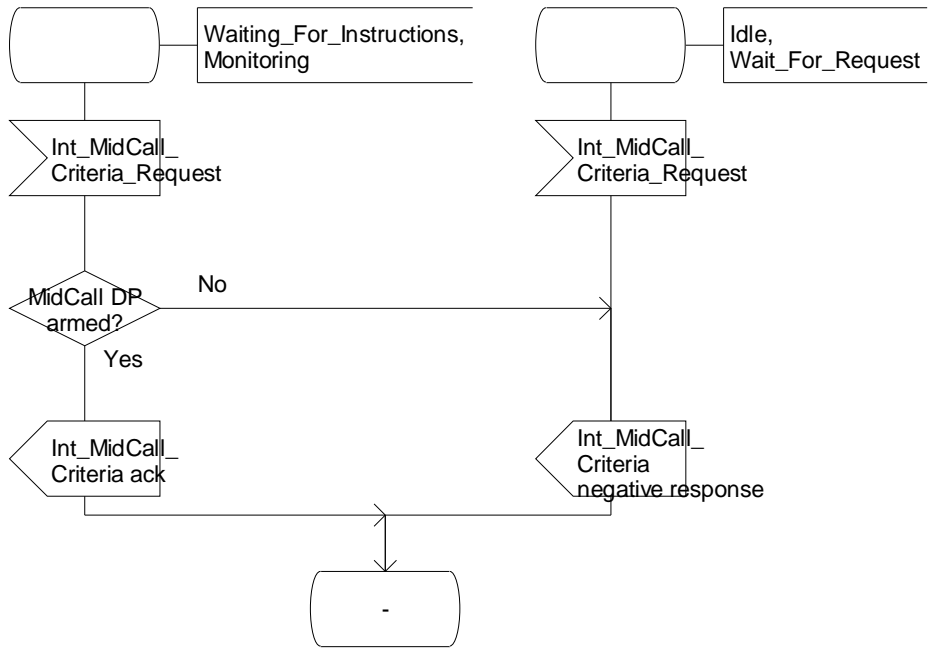 Waiting_For_Instructions,
Monitoring
Idle,
Wait_For_Request
Int_MidCall_
Criteria_Request
Int_MidCall_
Criteria_Request
MidCall DP
armed?
No
Yes
Int_MidCall_
Criteria ack
Int_MidCall_
Criteria
negative response
-